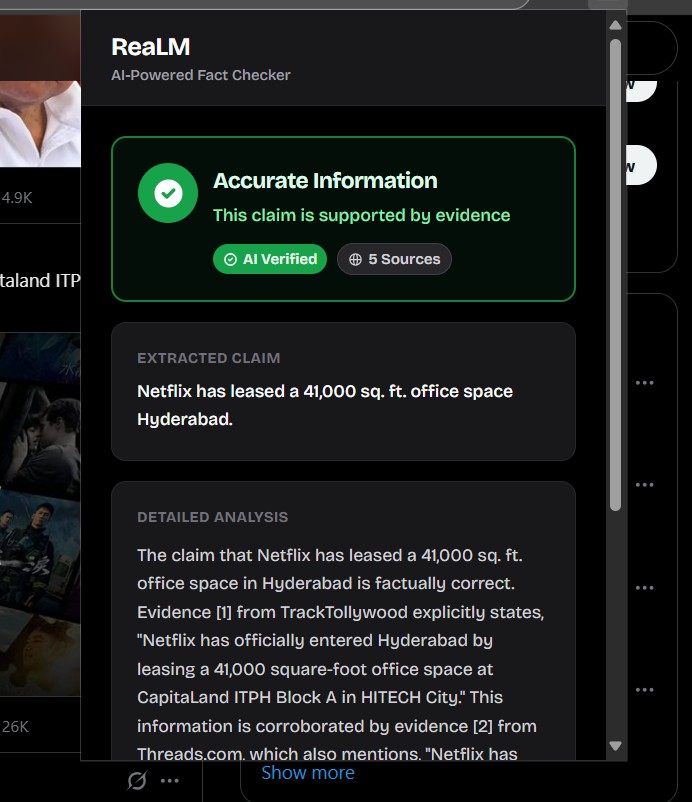 ReaLM
AI-Powered Fact Checker
Accurate Information
This claim is supported by evidence
AI Verified
5 Sources
EXTRACTED CLAIM
Netflix has leased a 41,000 sq. ft. office space
Hyderabad.
DETAILED ANALYSIS
The claim that Netflix has leased a 41,000 sq. ft.
office space in Hyderabad is factually correct.
Evidence [1] from TrackTollywood explicitly states,
"Netflix has officially entered Hyderabad by
leasing a 41,000 square-foot office space at
CapitaLand ITPH Block A in HITECH City." This
information is corroborated by evidence [2] from
Threads.com, which also mentions, "Netflix has
4.9K
taland ITP
26K
w
w
Show more